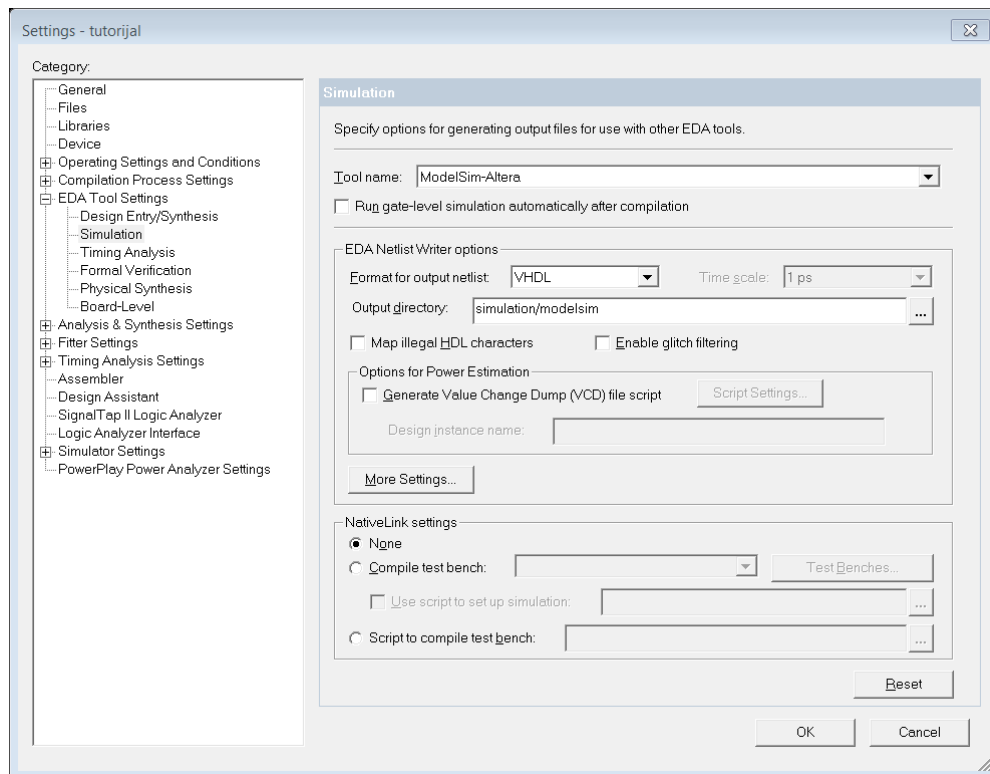 Settings - tutorijal
Category:
General
Files
Libraries
Device
Operating Settings and Conditions
Compilation Process Settings
EDA Tool Settings
Design Entry/Synthesis
Simulation
Timing Analysis
Formal Verification
Physical Synthesis
Board-Level
Analysis & Synthesis Settings
Fitter Settings
Timing Analysis Settings
Assembler
Design Assistant
SignalTap II Logic Analyzer
Logic Analyzer Interface
Simulator Settings
PowerPlay Power Analyzer Settings
Simulation
Specify options for generating output files for use with other EDA tools.
Tool name: ModelSim-Altera
Run gate-level simulation automatically after compilation
EDA Netlist Writer options
Format for output netlist: VHDL Time scale: 1 ps
Output directory: simulation/modelsim ...
Map illegal HDL characters Enable glitch filtering
Options for Power Estimation
Generate Value Change Dump (VCD) file script Script Settings...
Design instance name:
More Settings...
NativeLink settings
None
Compile test bench: Test Benches...
Use script to set up simulation: ...
Script to compile test bench: ...
Reset
OK Cancel